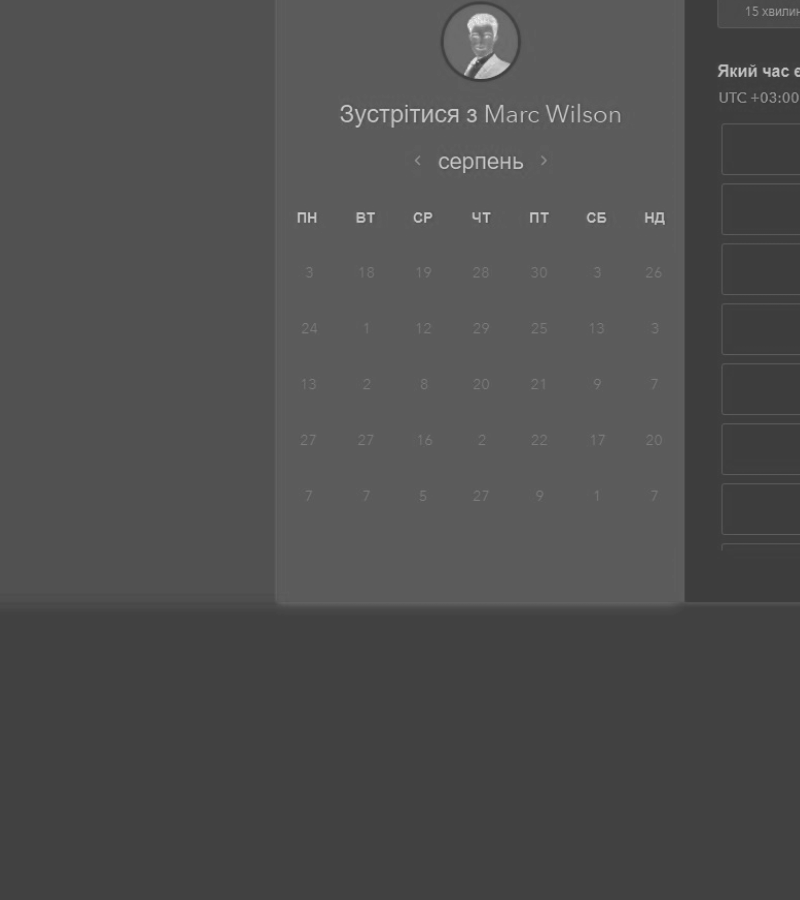 Зустрітися з Marc Wilson
серпень
ПН ВТ СР ЧТ ПТ СБ НД
3 18 19 28 30 3 26
24 1 12 29 25 13 3
13 2 8 20 21 9 7
27 27 16 2 22 17 20
7 7 5 27 9 1 7
15
Який час
UTC +03:00